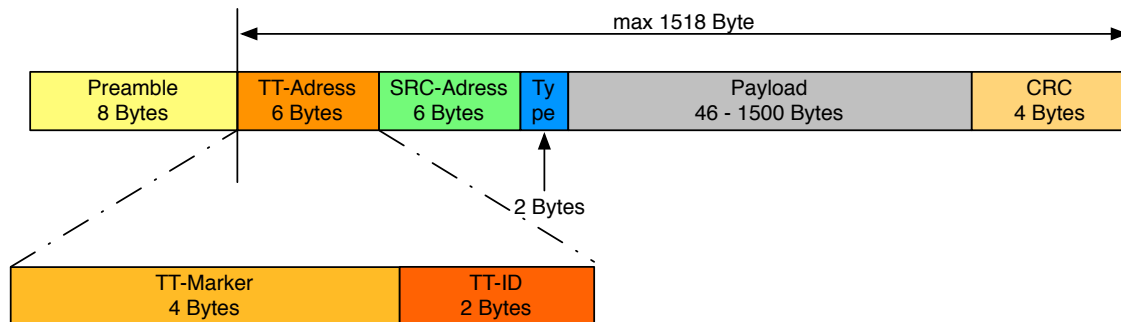 max 1518 Byte
Preamble
8 Bytes
TT-Adress
6 Bytes
SRC-Adress
6 Bytes
Ty
pe
Payload
46 - 1500 Bytes
CRC
4 Bytes
2 Bytes
TT-Marker
4 Bytes
TT-ID
2 Bytes